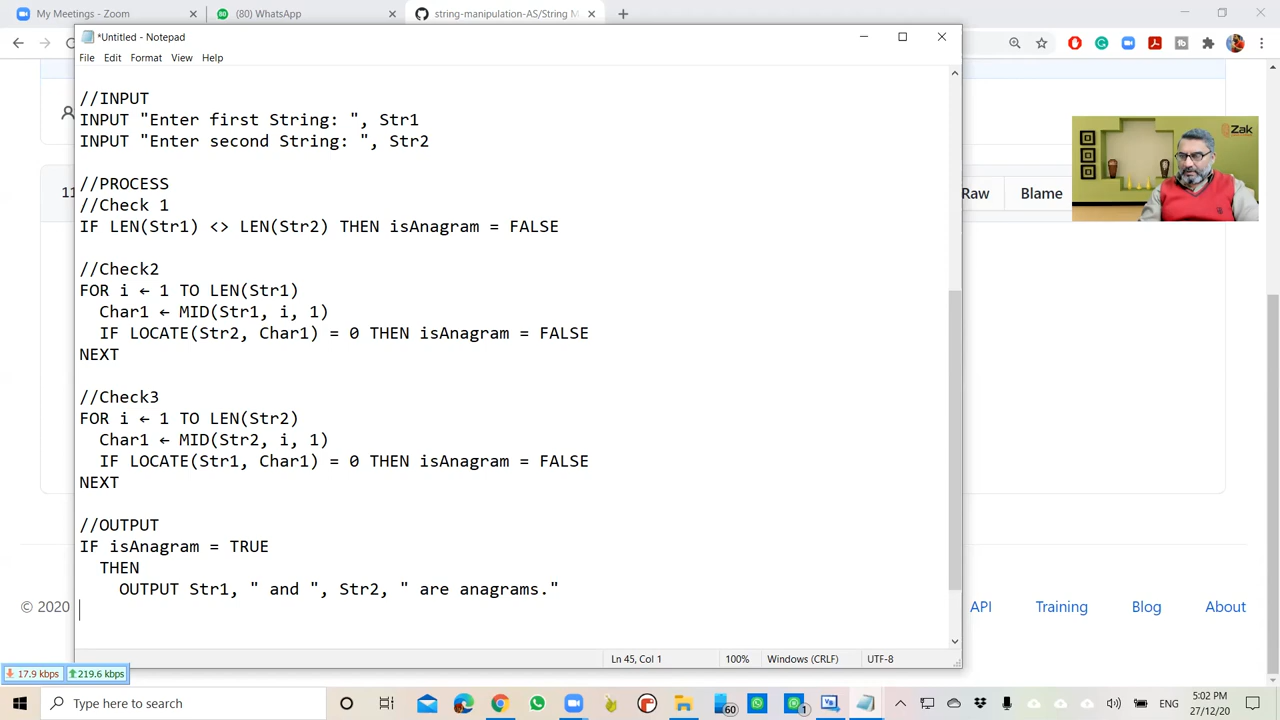 My Meetings - Zoom
(80) WhatsApp
string-manipulation-AS/String M
*Untitled - Notepad
File Edit Format View Help
//INPUT
INPUT "Enter first String: ", Str1
INPUT "Enter second String: ", Str2
//PROCESS
//Check 1
IF LEN(Str1) <> LEN(Str2) THEN isAnagram = FALSE
//Check2
FOR i ← 1 TO LEN(Str1)
Char1 ← MID(Str1, i, 1)
IF LOCATE(Str2, Char1) = 0 THEN isAnagram = FALSE
NEXT
//Check3
FOR i ← 1 TO LEN(Str2)
Char1 ← MID(Str2, i, 1)
IF LOCATE(Str1, Char1) = 0 THEN isAnagram = FALSE
NEXT
//OUTPUT
IF isAnagram = TRUE
THEN
OUTPUT Str1, " and ", Str2, " are anagrams."
Ln 45, Col 1 100% Windows (CRLF) UTF-8
11
Raw Blame
Zak
© 2020
API Training Blog About
17.9 kbps 219.6 kbps
Type here to search
60
1
ENG
5:02 PM
27/12/20